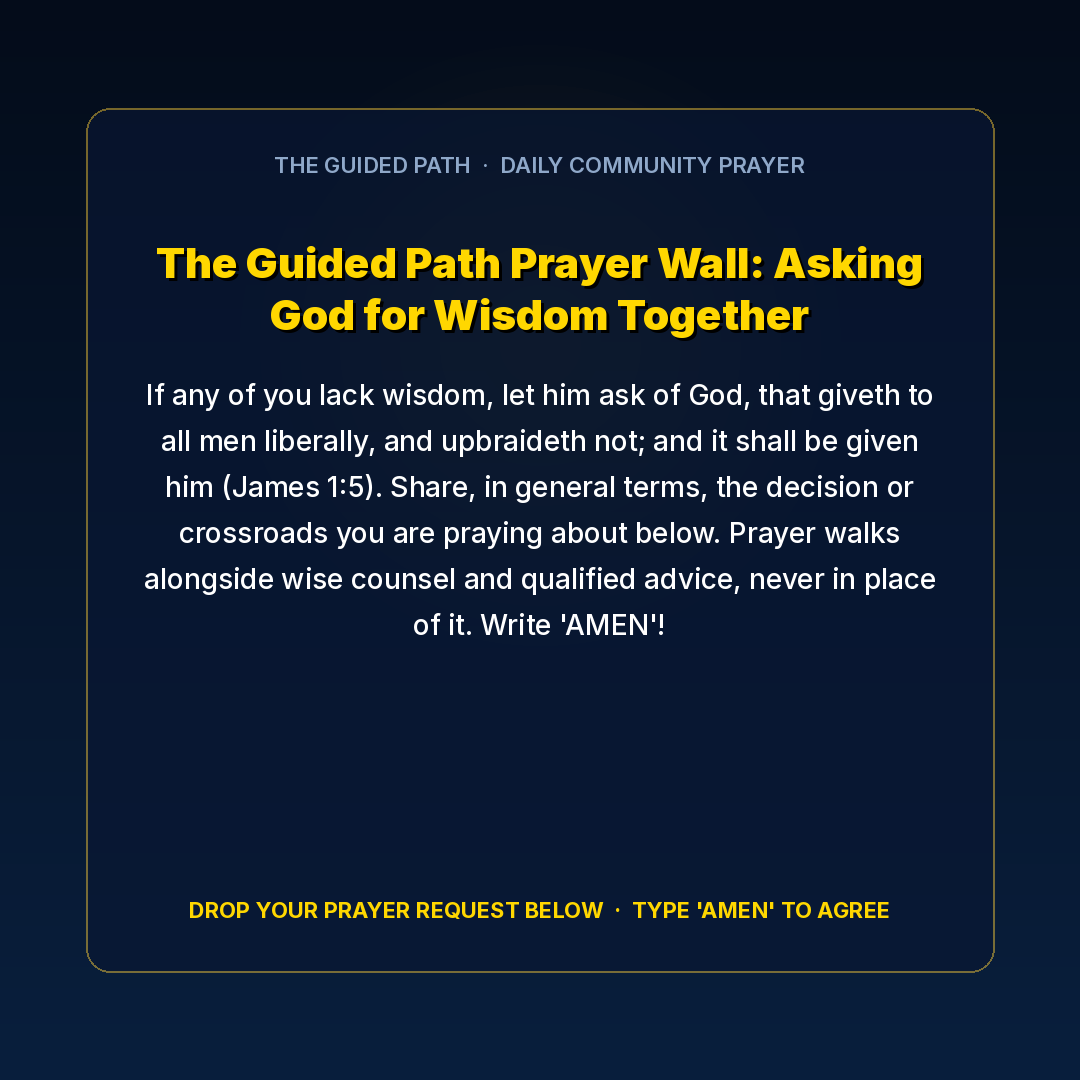 THE GUIDED PATH · DAILY COMMUNITY PRAYER
The Guided Path Prayer Wall: Asking
God for Wisdom Together
If any of you lack wisdom, let him ask of God, that giveth to
all men liberally, and upbraideth not; and it shall be given
him (James 1:5). Share, in general terms, the decision or
crossroads you are praying about below. Prayer walks
alongside wise counsel and qualified advice, never in place
of it. Write 'AMEN'!
DROP YOUR PRAYER REQUEST BELOW · TYPE 'AMEN' TO AGREE